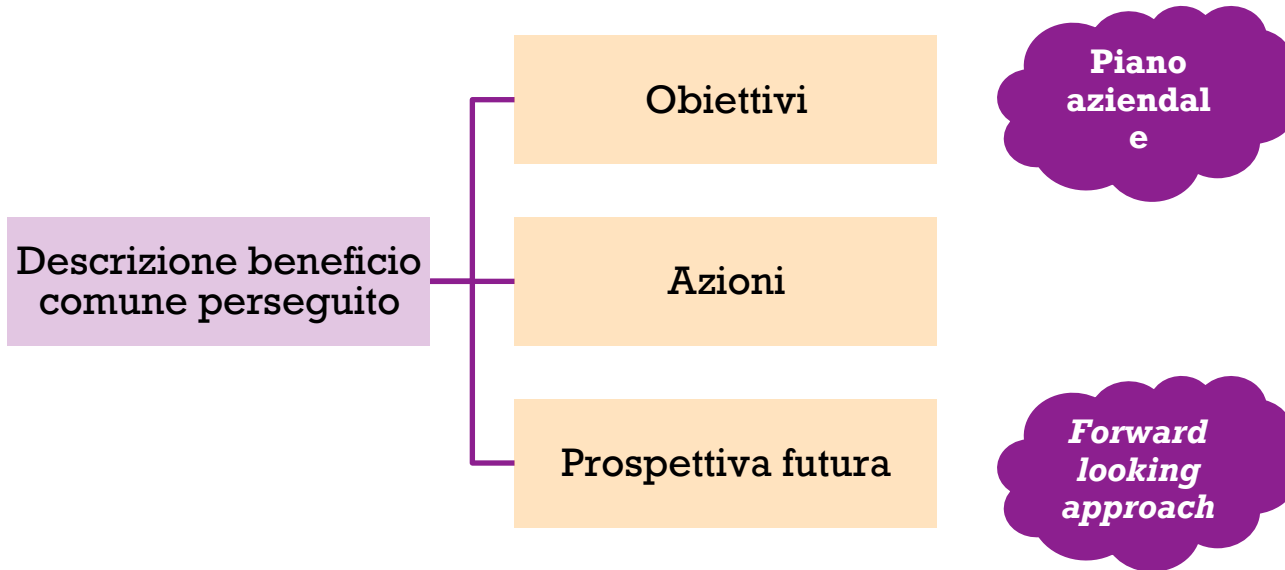 Obiettivi
Piano
aziendal
e
Descrizione beneficio
comune perseguito
Azioni
Prospettiva futura
Forward
looking
approach